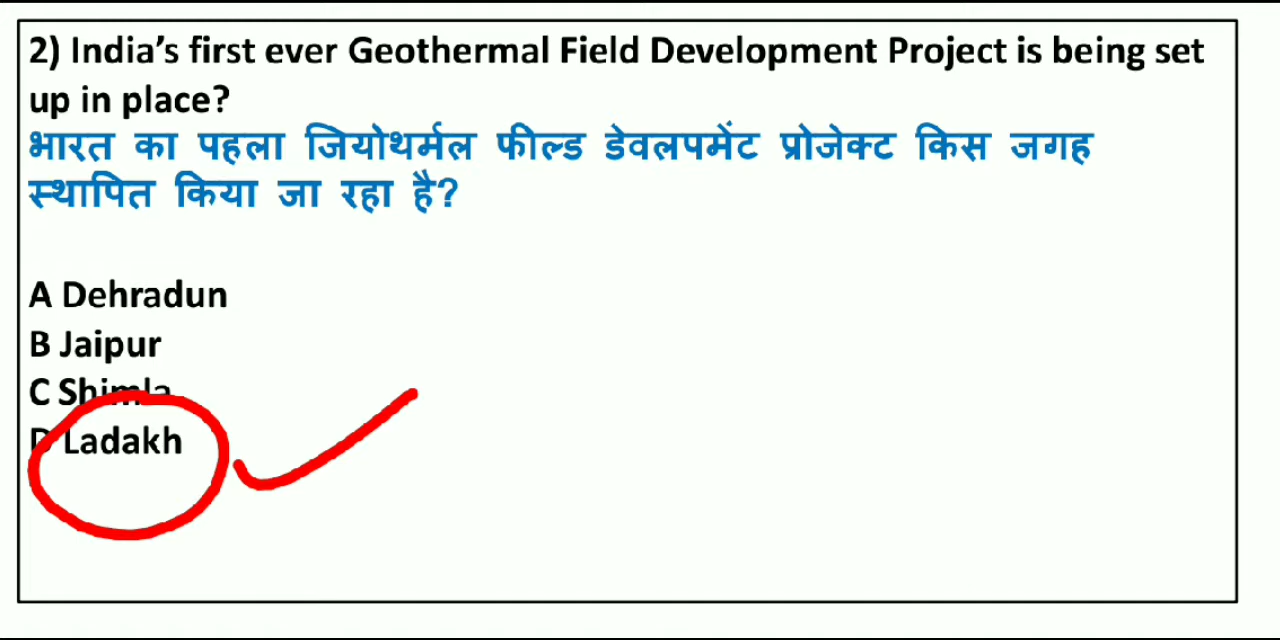 2) India's first ever Geothermal Field Development Project is being set
up in place?
भारत का पहला जियोथर्मल फील्ड डेवलपमेंट प्रोजेक्ट किस जगह
स्थापित किया जा रहा है?
A Dehradun
B Jaipur
C Shimla
D Ladakh